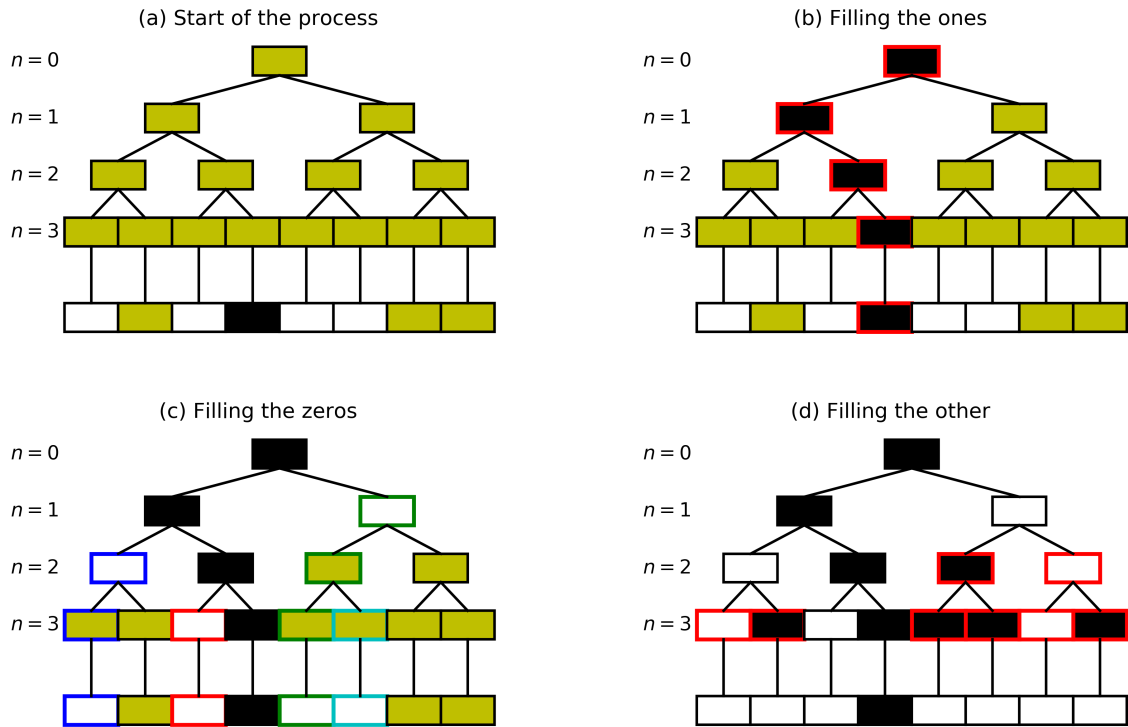 (a) Start of the process
n = 0
n = 1
n = 2
n = 3
(b) Filling the ones
n = 0
n = 1
n = 2
n = 3
(c) Filling the zeros
n = 0
n = 1
n = 2
n = 3
(d) Filling the other
n = 0
n = 1
n = 2
n = 3